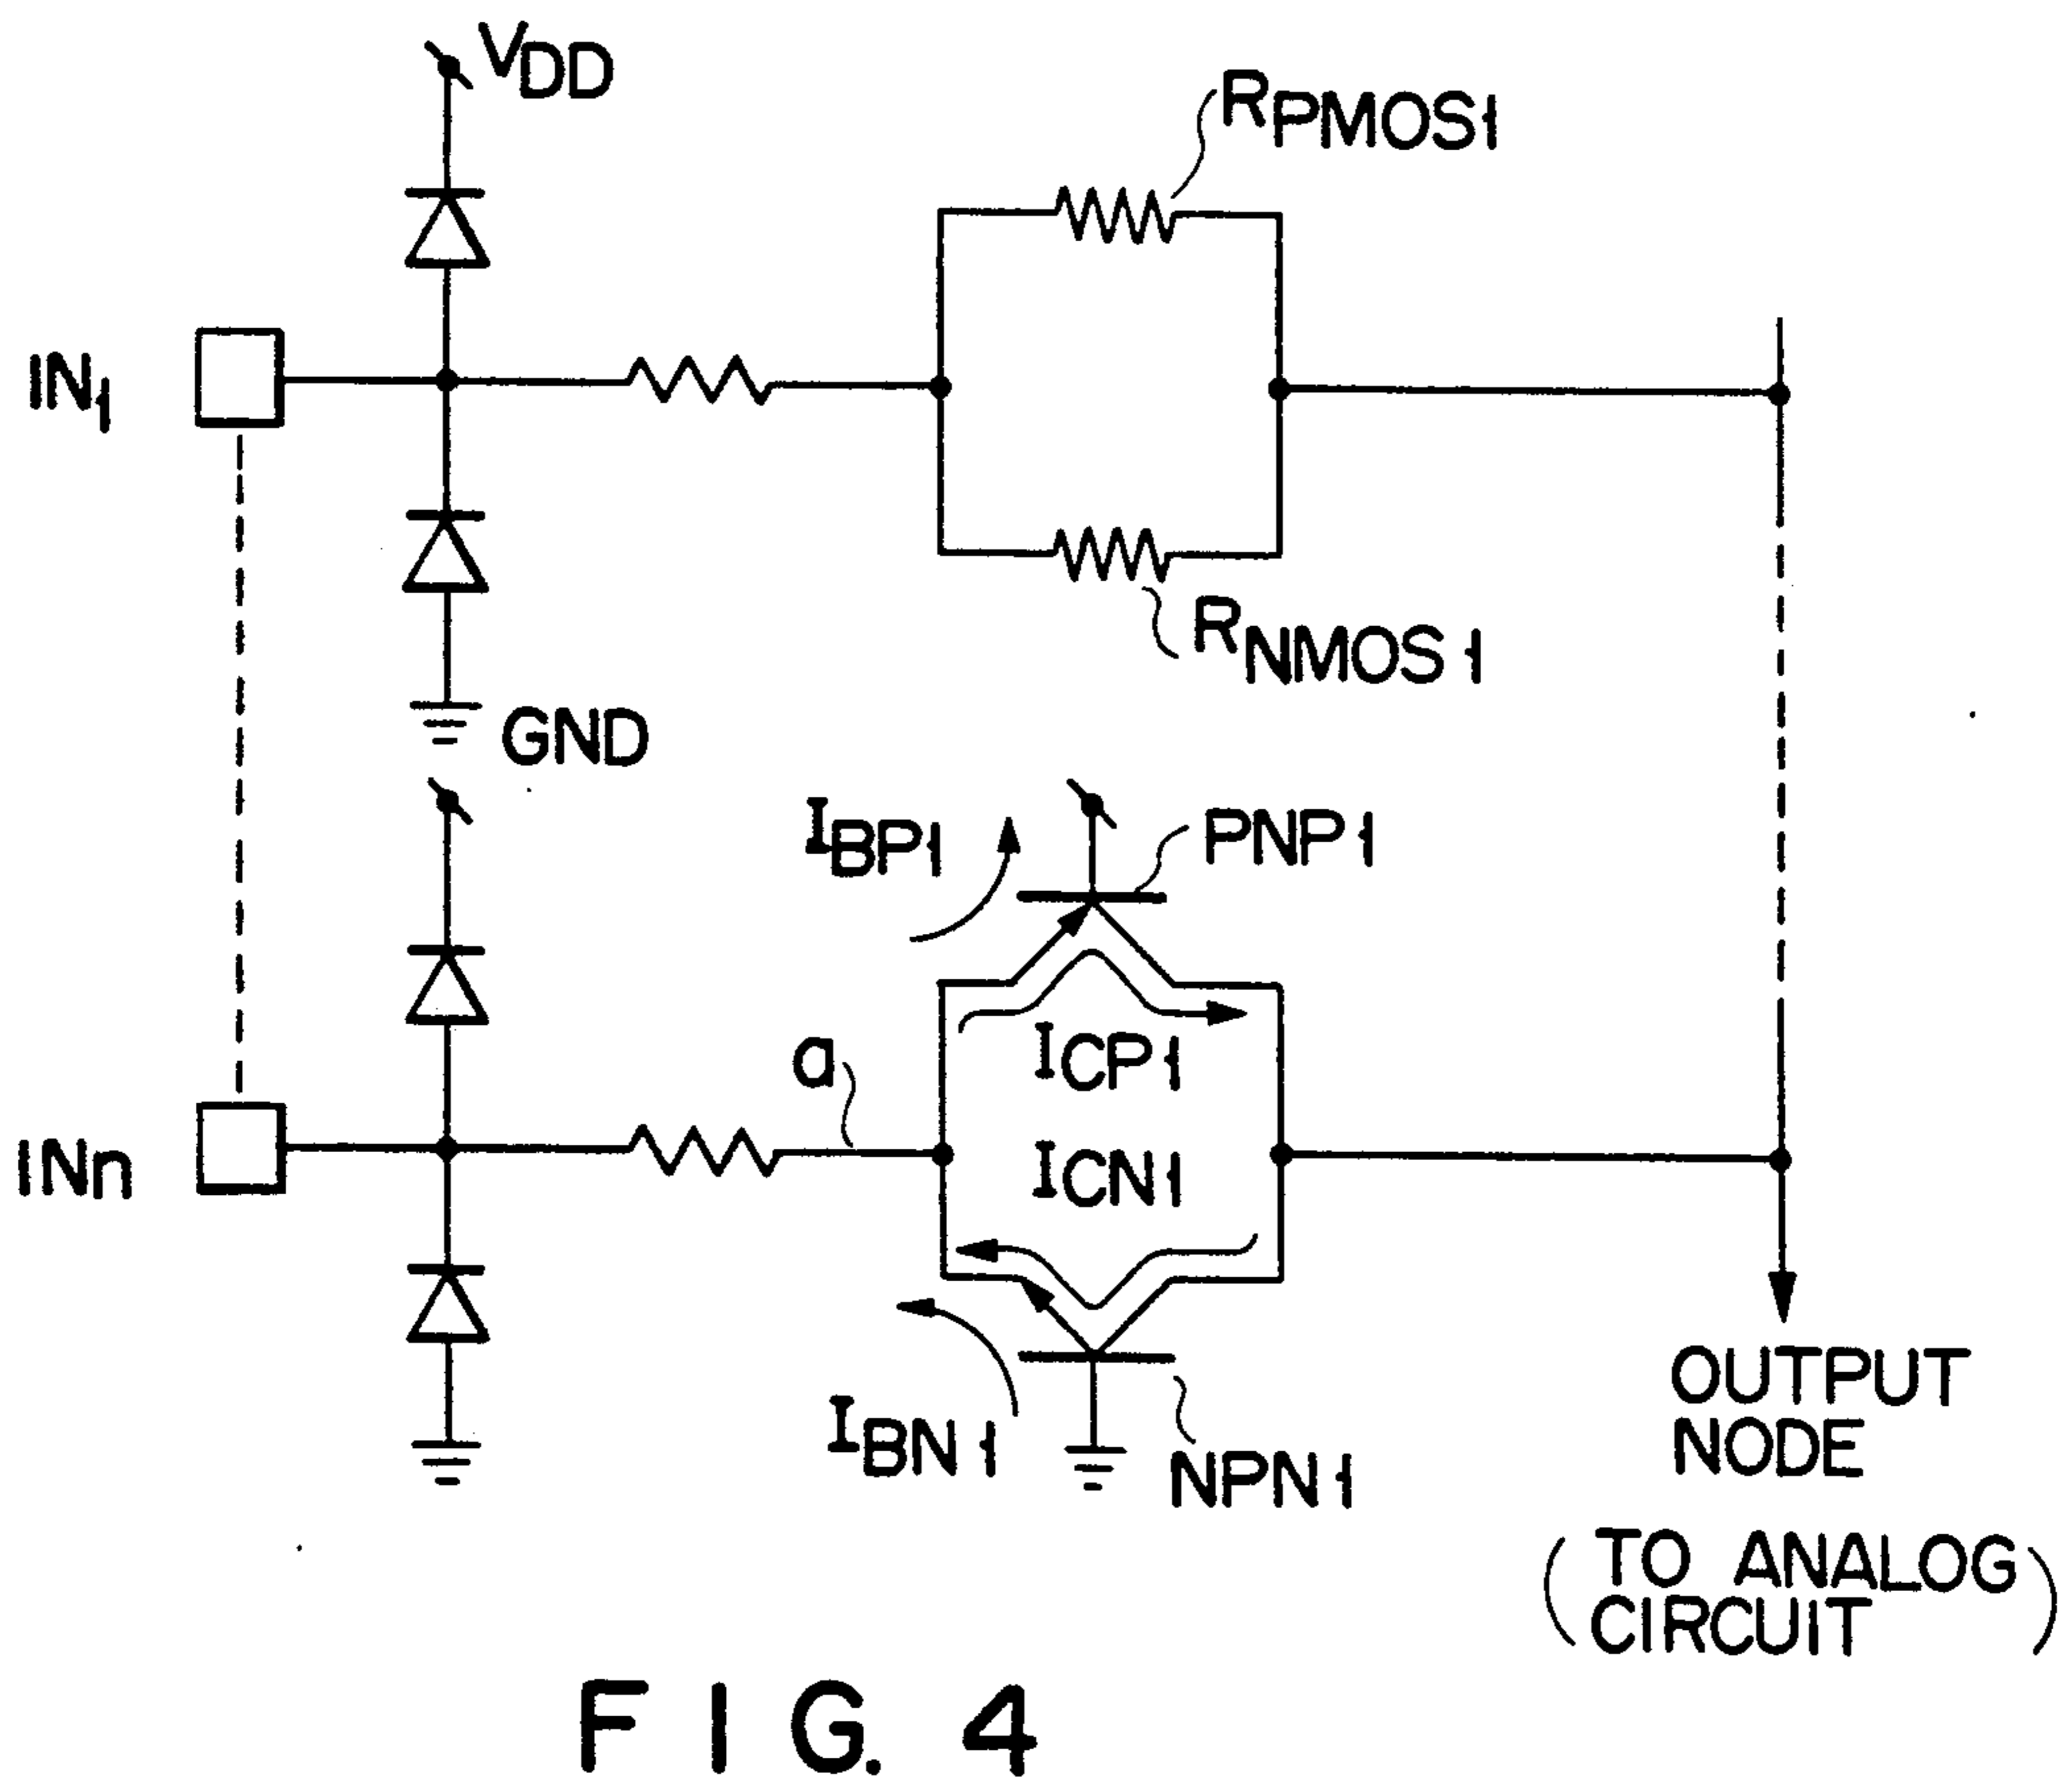 VDD
RPMOS1
IN1
RNMOS1
GND
IBP1
PNP1
a
ICP1
INn
ICN1
IBN1
NPN1
OUTPUT
NODE
(TO ANALOG
CIRCUIT)
FIG. 4